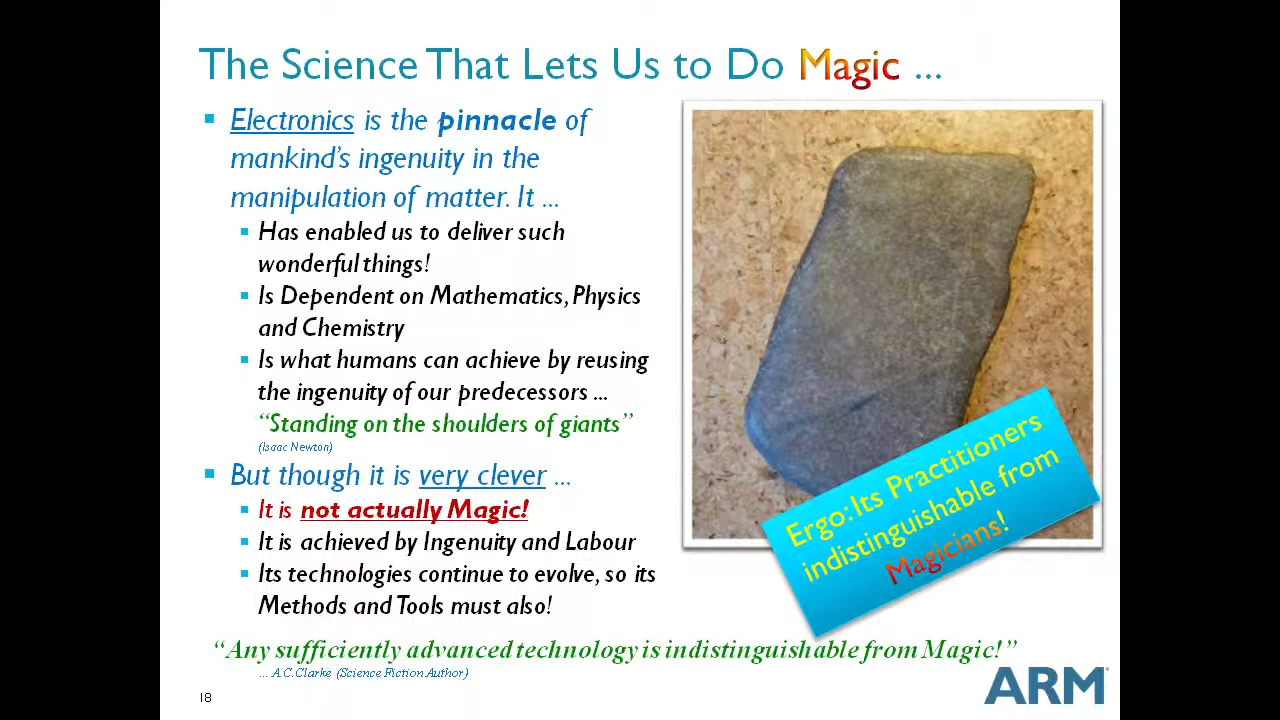 The Science That Lets Us to Do Magic ...
Electronics is the pinnacle of
mankind's ingenuity in the
manipulation of matter. It ...
Has enabled us to deliver such
wonderful things!
Is Dependent on Mathematics, Physics
and Chemistry
Is what humans can achieve by reusing
the ingenuity of our predecessors ...
“Standing on the shoulders of giants”
(Isaac Newton)
But though it is very clever ...
It is not actually Magic!
It is achieved by Ingenuity and Labour
Its technologies continue to evolve, so its
Methods and Tools must also!
Ergo: Its Practitioners
indistinguishable from
Magicians!
“Any sufficiently advanced technology is indistinguishable from Magic!”
... A.C.Clarke (Science Fiction Author)
18
ARM